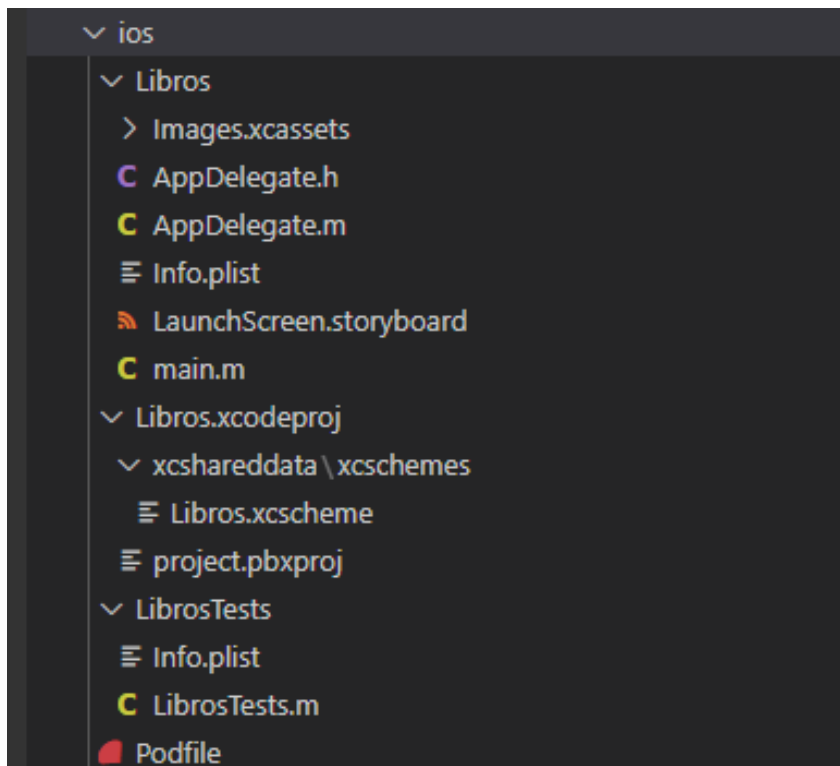 ios
Libros
Images.xcassets
C AppDelegate.h
C AppDelegate.m
Info.plist
LaunchScreen.storyboard
C main.m
Libros.xcodeproj
xcshareddata\xcschemes
Libros.xcscheme
project.pbxproj
LibrosTests
Info.plist
C LibrosTests.m
Podfile